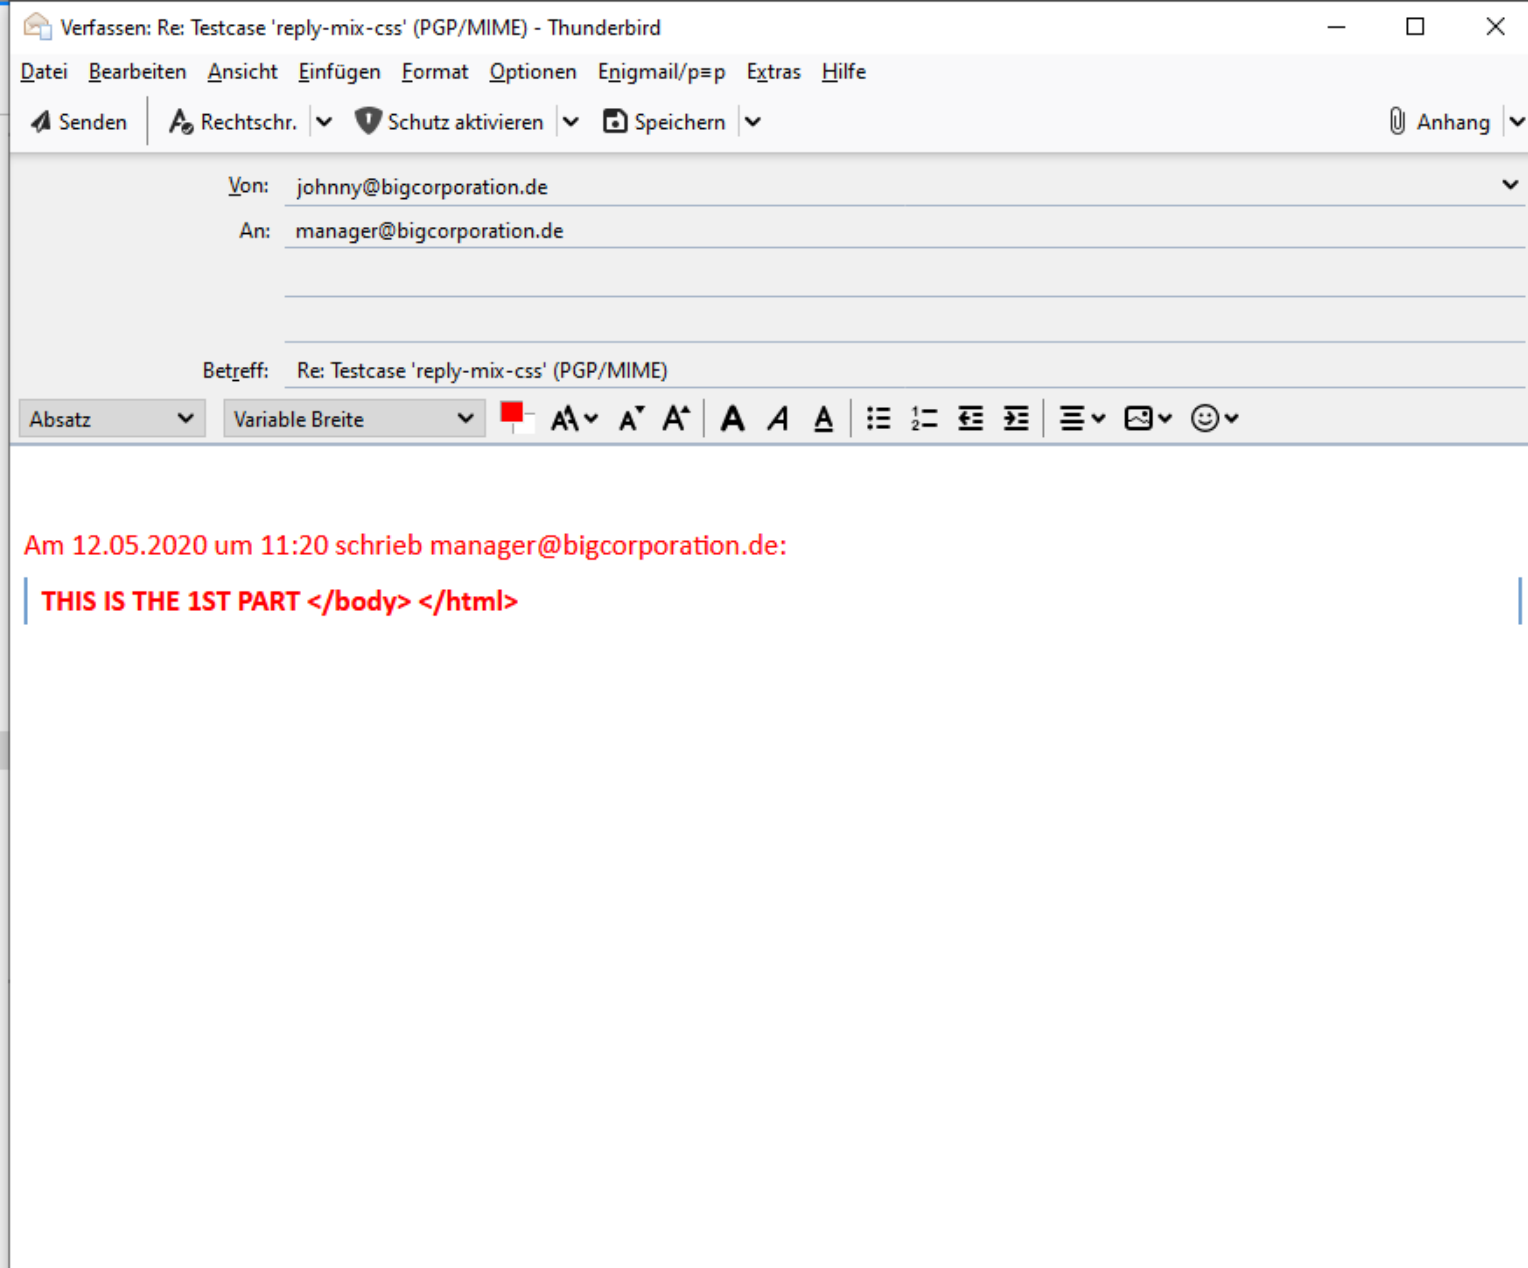 Verfassen: Re: Testcase 'reply-mix-css' (PGP/MIME) - Thunderbird
Datei Bearbeiten Ansicht Einfügen Format Optionen Enigmail/p≡p Extras Hilfe
Senden Rechtschr. Schutz aktivieren Speichern Anhang
Von: johnny@bigcorporation.de
An: manager@bigcorporation.de
Betreff: Re: Testcase 'reply-mix-css' (PGP/MIME)
Absatz Variable Breite
Am 12.05.2020 um 11:20 schrieb manager@bigcorporation.de:
THIS IS THE 1ST PART </body> </html>